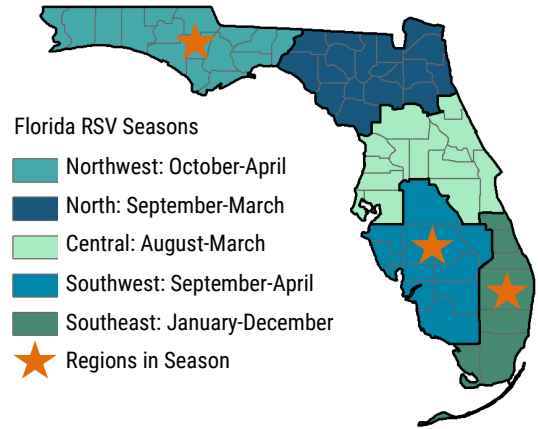 Florida RSV Seasons
Northwest: October-April
North: September-March
Central: August-March
Southwest: September-April
Southeast: January-December
Regions in Season